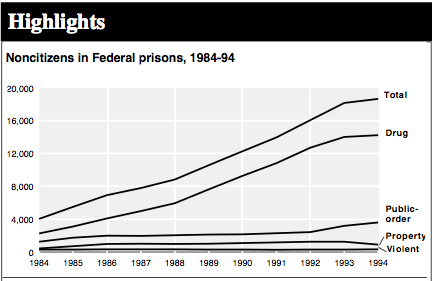 Highlights
Noncitizens in Federal prisons, 1984-94
20,000
16,000
12,000
8,000
4,000
0
Total
Drug
Public-
order
Property
Violent
1984 1985 1986 1987 1988 1989 1990 1991 1992 1993 1994